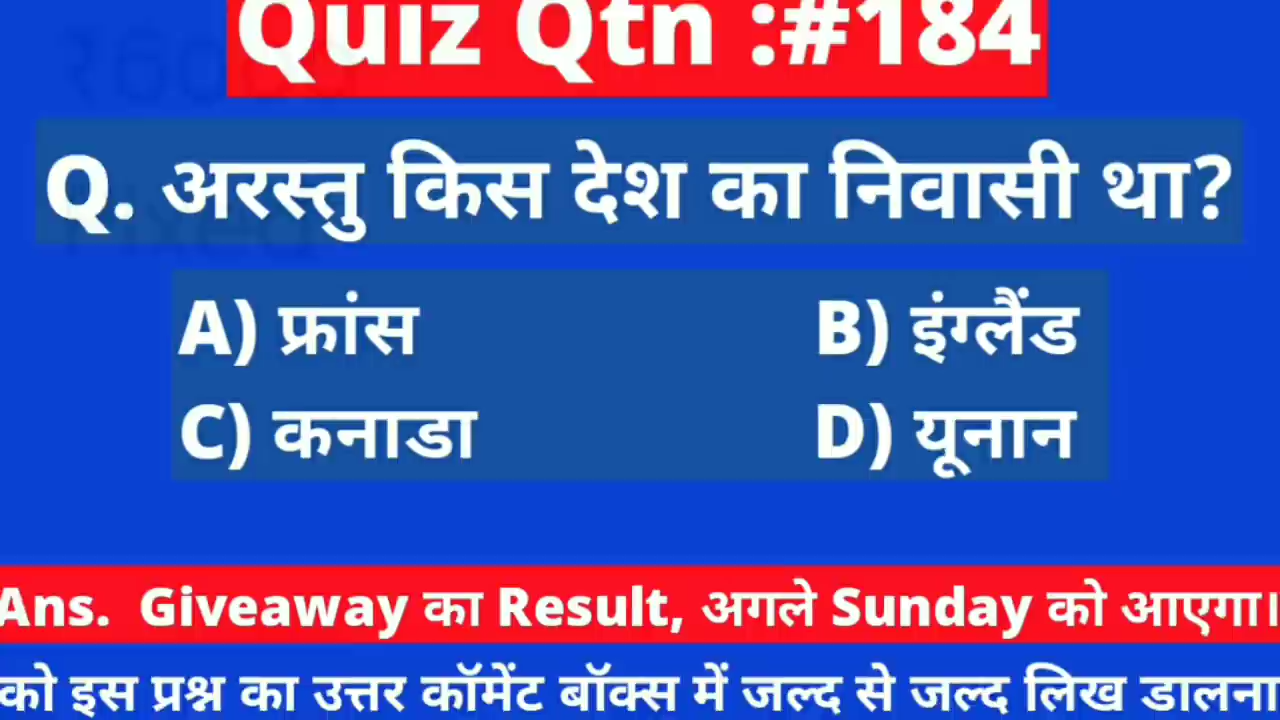 Quiz Qtn :#184
Q. अरस्तु किस देश का निवासी था?
A) फ्रांस B) इंग्लैंड
C) कनाडा D) यूनान
Ans. Giveaway का Result, अगले Sunday को आएगा।
को इस प्रश्न का उत्तर कॉमेंट बॉक्स में जल्द से जल्द लिख डालना